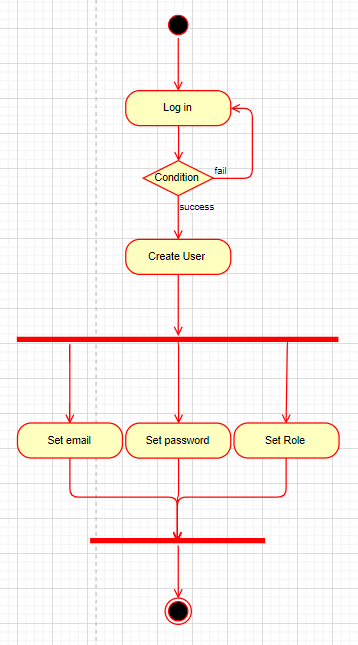 Log in
Condition
fail
success
Create User
Set email
Set password
Set Role